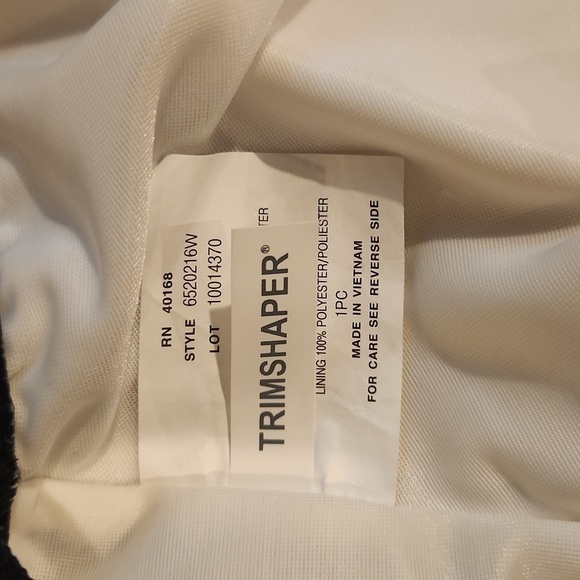 RN 40168
STYLE 6520216W
LOT 10014370
TER
TRIMSHAPER®
LINING 100% POLYESTER/POLIESTER
1PC
MADE IN VIETNAM
FOR CARE SEE REVERSE SIDE